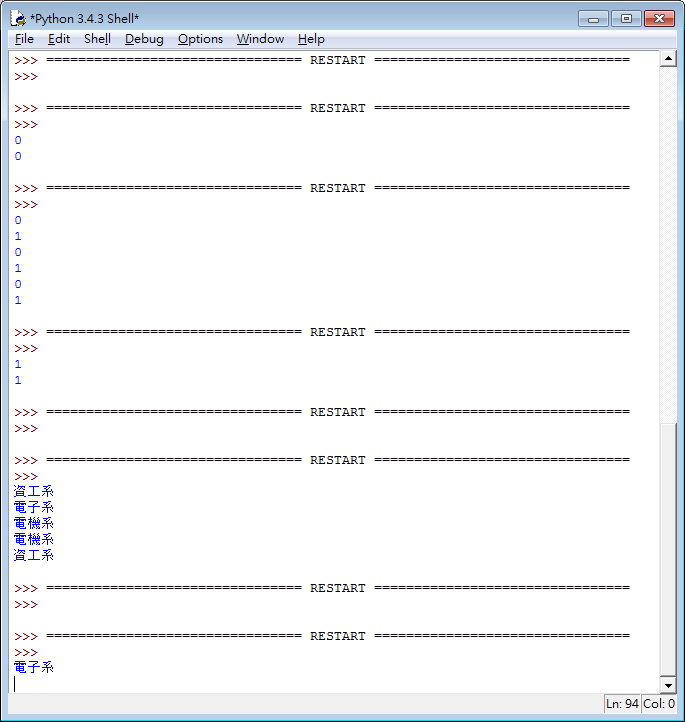 *Python 3.4.3 Shell*
File Edit Shell Debug Options Window Help
>>> ================================ RESTART ================================
>>>
>>> ================================ RESTART ================================
>>>
0
0
>>> ================================ RESTART ================================
>>>
0
1
0
1
0
1
>>> ================================ RESTART ================================
>>>
1
1
>>> ================================ RESTART ================================
>>>
>>> ================================ RESTART ================================
>>>
資工系
電子系
電機系
電機系
資工系
>>> ================================ RESTART ================================
>>>
>>> ================================ RESTART ================================
>>>
電子系
Ln: 94 Col: 0